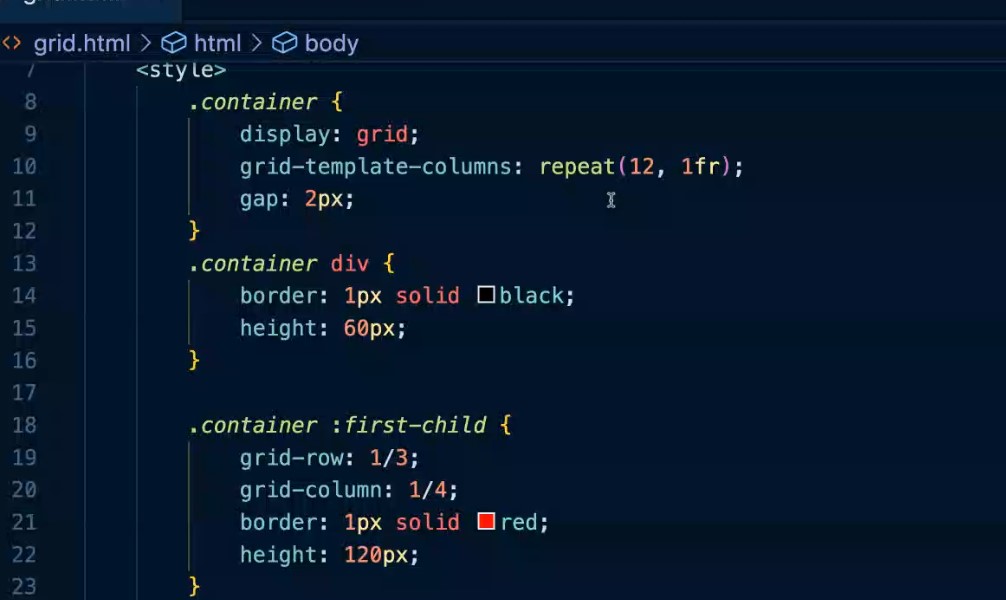 grid.html > html > body
7 <style>
8 .container {
9 display: grid;
10 grid-template-columns: repeat(12, 1fr);
11 gap: 2px;
12 }
13 .container div {
14 border: 1px solid black;
15 height: 60px;
16 }
17
18 .container :first-child {
19 grid-row: 1/3;
20 grid-column: 1/4;
21 border: 1px solid red;
22 height: 120px;
23 }